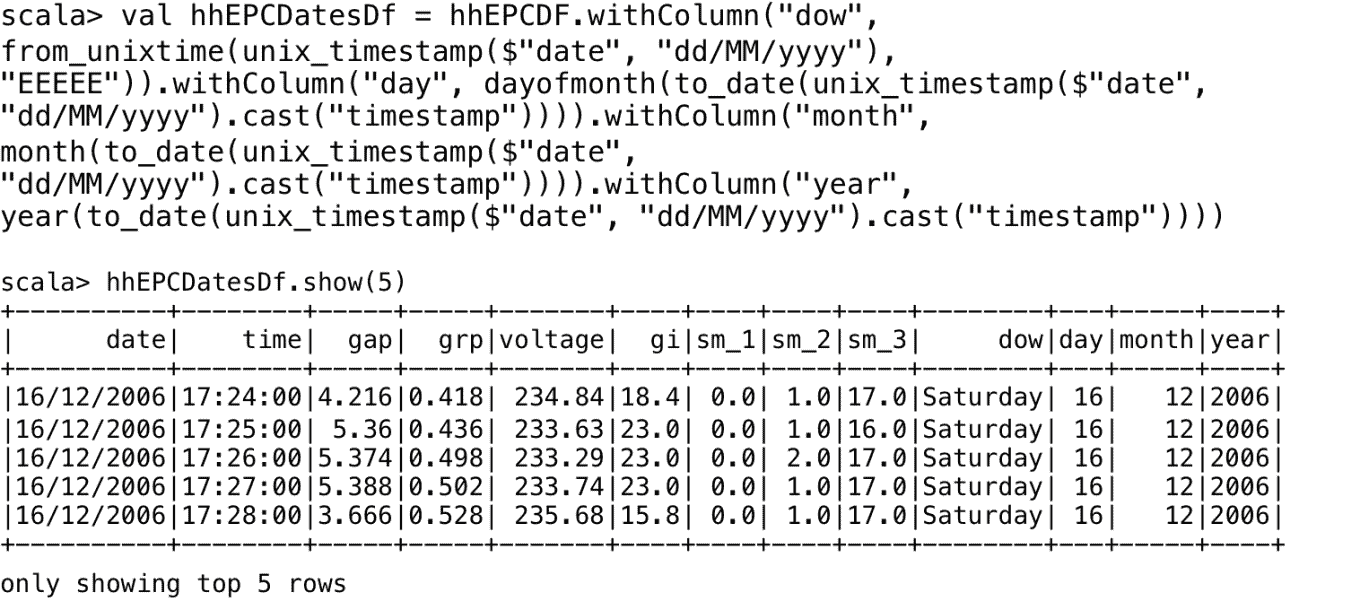 scala> val hhEPCDatesDf = hhEPCDF.withColumn("dow",
from_unixtime(unix_timestamp($"date", "dd/MM/yyyy"),
"EEEEE")).withColumn("day", dayofmonth(to_date(unix_timestamp($"date",
"dd/MM/yyyy").cast("timestamp")))).withColumn("month",
month(to_date(unix_timestamp($"date",
"dd/MM/yyyy").cast("timestamp")))).withColumn("year",
year(to_date(unix_timestamp($"date", "dd/MM/yyyy").cast("timestamp"))))

scala> hhEPCDatesDf.show(5)
+----------+--------+-----+-----+-------+----+----+----+----+--------+---+-----+----+
|      date|    time|  gap|  grp|voltage|  gi|sm_1|sm_2|sm_3|     dow|day|month|year|
+----------+--------+-----+-----+-------+----+----+----+----+--------+---+-----+----+
|16/12/2006|17:24:00|4.216|0.418| 234.84|18.4| 0.0| 1.0|17.0|Saturday| 16|   12|2006|
|16/12/2006|17:25:00| 5.36|0.436| 233.63|23.0| 0.0| 1.0|16.0|Saturday| 16|   12|2006|
|16/12/2006|17:26:00|5.374|0.498| 233.29|23.0| 0.0| 2.0|17.0|Saturday| 16|   12|2006|
|16/12/2006|17:27:00|5.388|0.502| 233.74|23.0| 0.0| 1.0|17.0|Saturday| 16|   12|2006|
|16/12/2006|17:28:00|3.666|0.528| 235.68|15.8| 0.0| 1.0|17.0|Saturday| 16|   12|2006|
+----------+--------+-----+-----+-------+----+----+----+----+--------+---+-----+----+
only showing top 5 rows